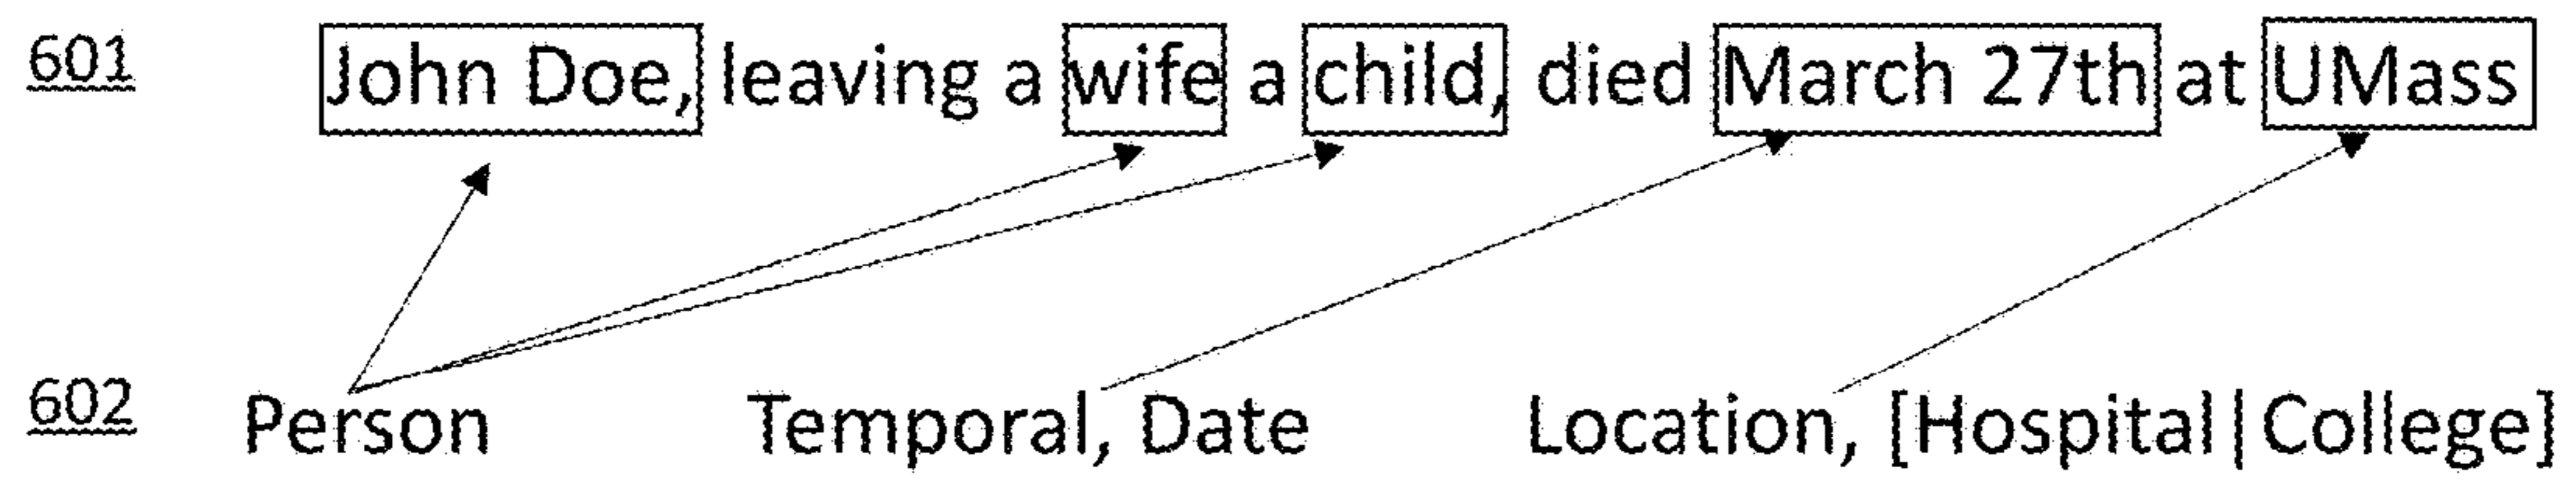 601 John Doe, leaving a wife a child, died March 27th at UMass
602 Person Temporal, Date Location, [Hospital|College]